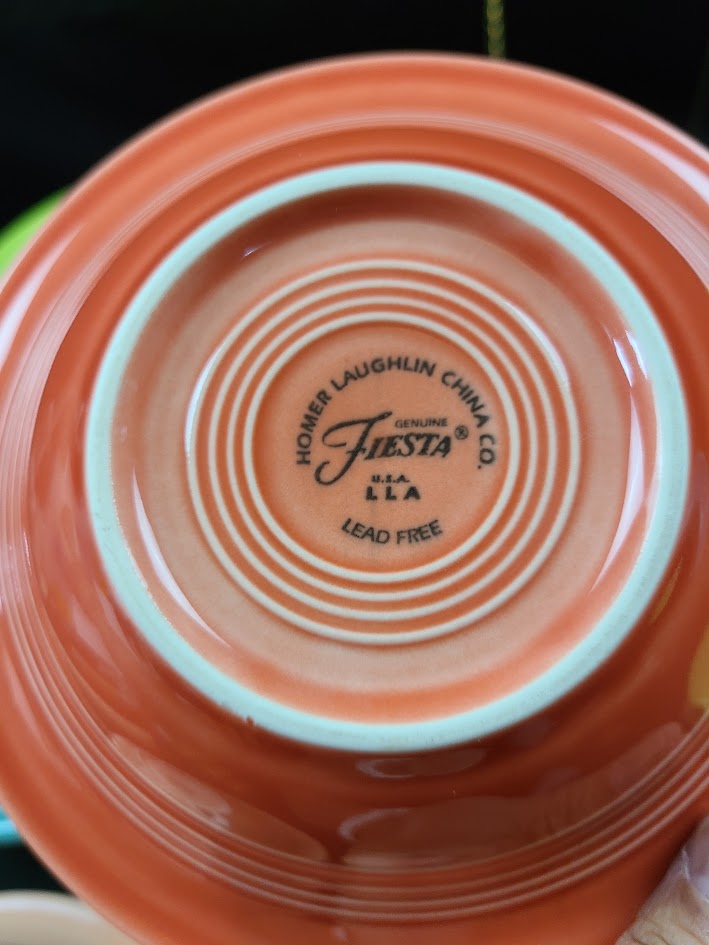 HOMER LAUGHLIN CHINA CO.
GENUINE
FIESTA®
U.S.A.
LLA
LEAD FREE